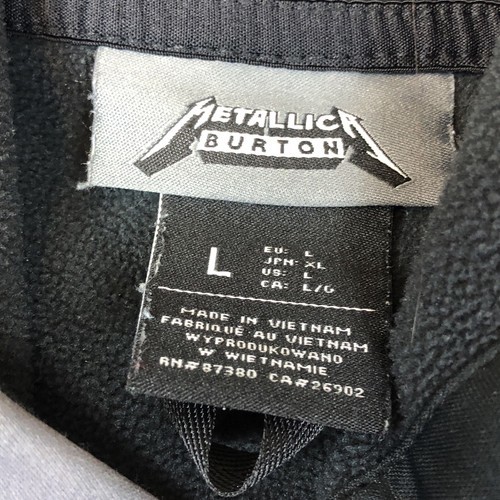 METALLICA
BURTON
L
EU: L
JPN: XL
US: L
CA: L/G
MADE IN VIETNAM
FABRIQUÉ AU VIETNAM
WYPRODUKOWANO
W WIETNAMIE
RN#87380 CA#26902